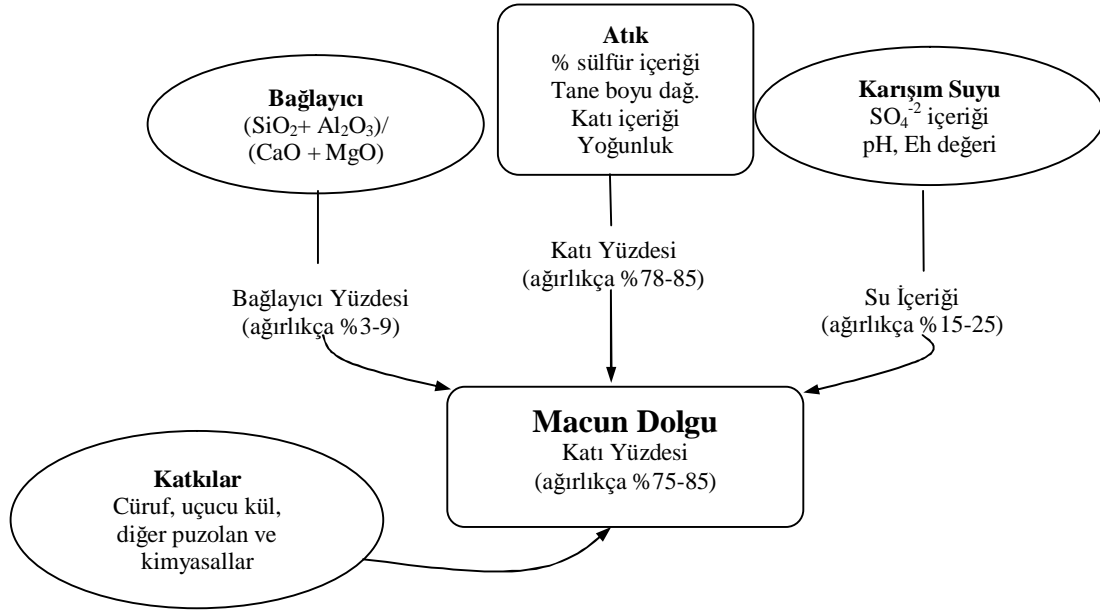 Atık
% sülfür içeriği
Tane boyu dağ.
Katı içeriği
Yoğunluk
Bağlayıcı
(SiO₂+ Al₂O₃)/
(CaO + MgO)
Karışım Suyu
SO₄⁻² içeriği
pH, Eh değeri
Katı Yüzdesi
(ağırlıkça %78-85)
Bağlayıcı Yüzdesi
(ağırlıkça %3-9)
Su İçeriği
(ağırlıkça %15-25)
Macun Dolgu
Katı Yüzdesi
(ağırlıkça %75-85)
Katkılar
Cüruf, uçucu kül,
diğer puzolan ve
kimyasallar